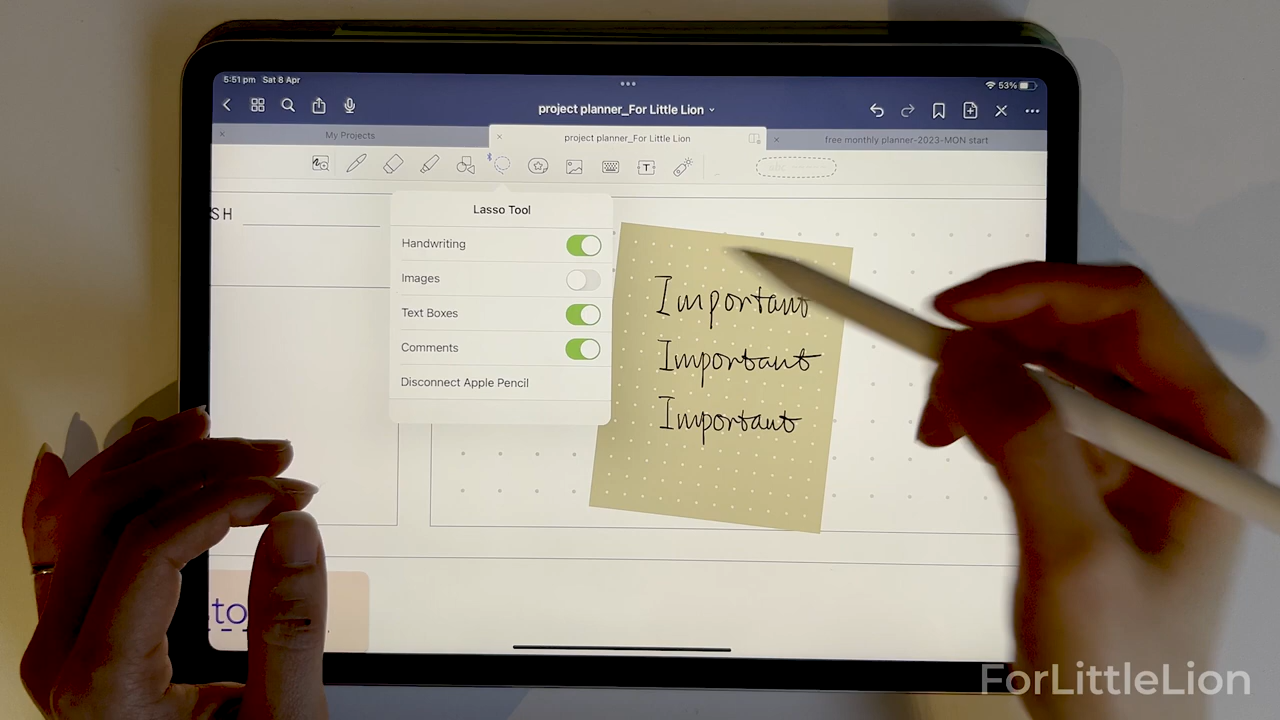 5:51 pm Sat 8 Apr
53%
project planner_For Little Lion
My Projects
project planner_For Little Lion
free monthly planner-2023-MON start
T
SH
Lasso Tool
Handwriting
Images
Text Boxes
Comments
Disconnect Apple Pencil
Important
Important
Important
to
ForLittleLion